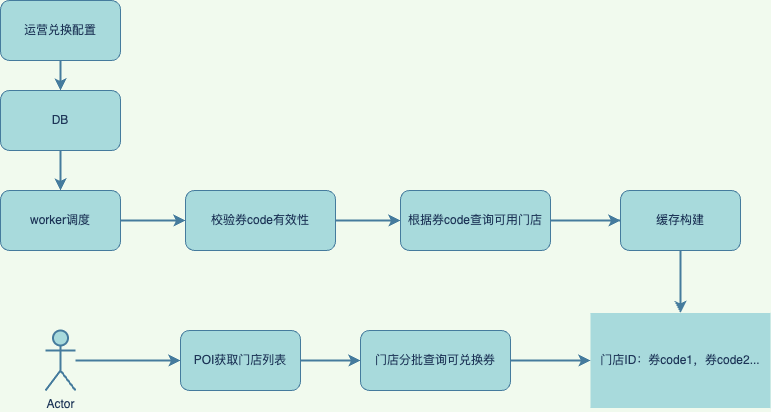 运营兑换配置
DB
worker调度
校验券code有效性
根据券code查询可用门店
缓存构建
POI获取门店列表
门店分批查询可兑换券
门店ID：券code1，券code2...
Actor